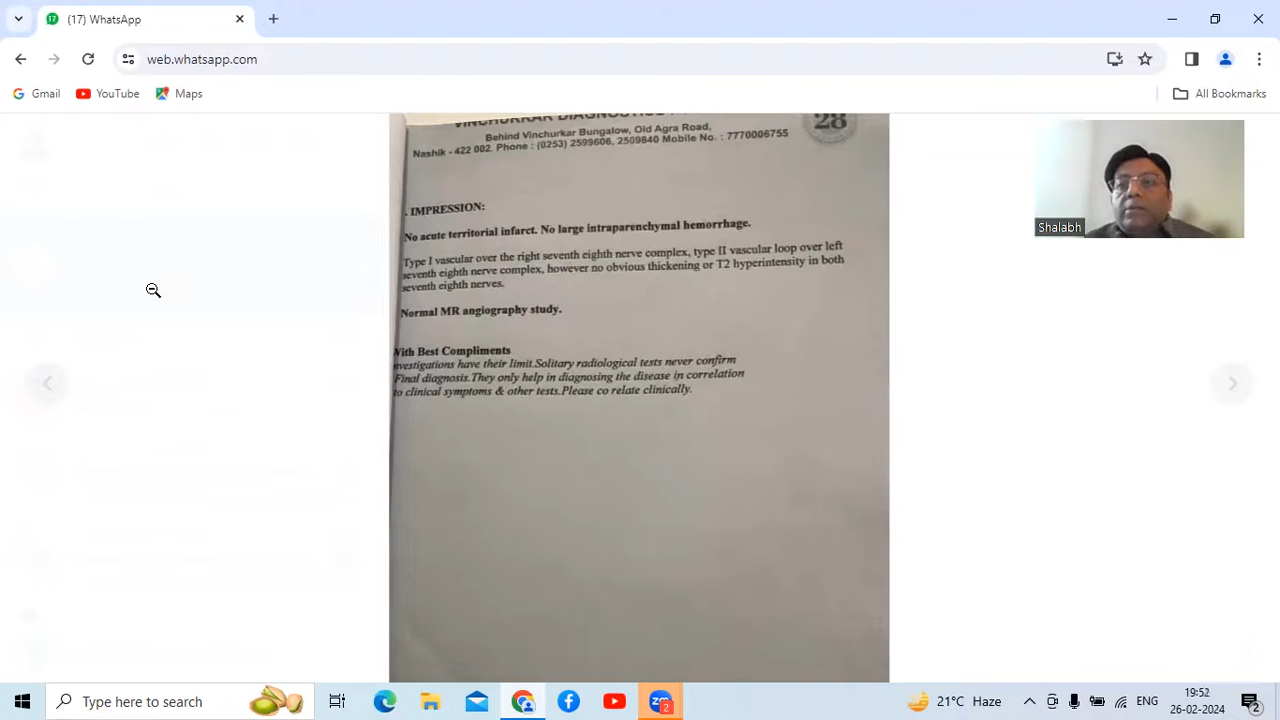 (17) WhatsApp
web.whatsapp.com
Gmail
YouTube
Maps
All Bookmarks
28
Behind Vinchurkar Bungalow, Old Agra Road,
Nashik - 422 002. Phone : (0253) 2599606, 2509840 Mobile No. : 7770006755
Shalabh
. IMPRESSION:
No acute territorial infarct. No large intraparenchymal hemorrhage.
Type I vascular over the right seventh eighth nerve complex, type II vascular loop over left
seventh eighth nerve complex, however no obvious thickening or T2 hyperintensity in both
seventh eighth nerves.
Normal MR angiography study.
With Best Compliments
nvestigations have their limit.Solitary radiological tests never confirm
Final diagnosis.They only help in diagnosing the disease in correlation
to clinical symptoms & other tests.Please co relate clinically.
Type here to search
zm
2
21°C Haze
ENG
19:52
26-02-2024
2